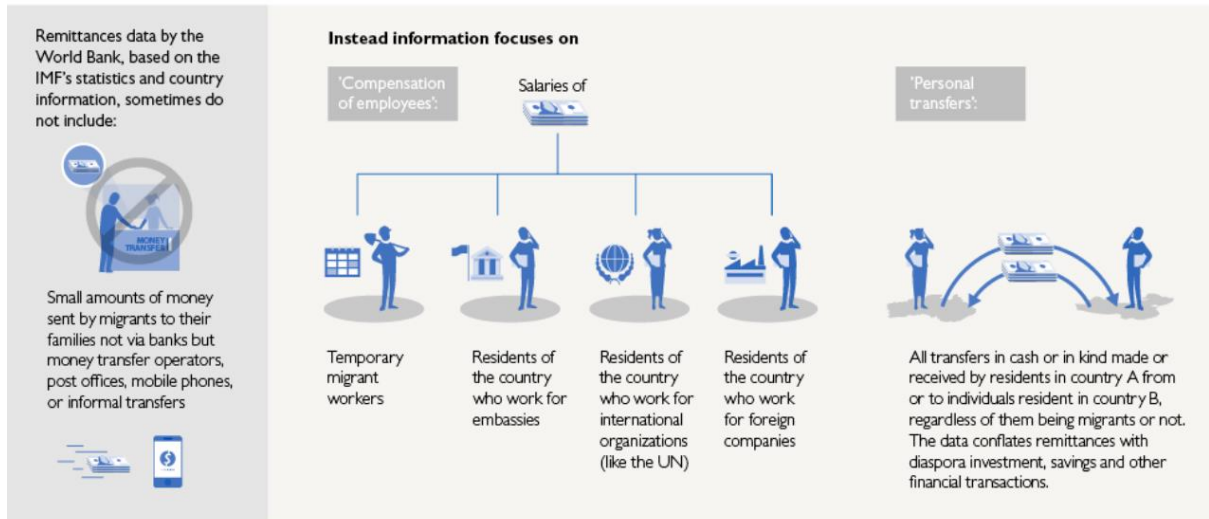 Remittances data by the
World Bank, based on the
IMF's statistics and country
information, sometimes do
not include:
MONEY
TRANSFER
Small amounts of money
sent by migrants to their
families not via banks but
money transfer operators,
post offices, mobile phones,
or informal transfers
$
Instead information focuses on
'Compensation
of employees':
Salaries of
Temporary
migrant
workers
Residents of
the country
who work for
embassies
Residents of
the country
who work for
international
organizations
(like the UN)
Residents of
the country
who work
for foreign
companies
'Personal
transfers':
All transfers in cash or in kind made or
received by residents in country A from
or to individuals resident in country B,
regardless of them being migrants or not.
The data conflates remittances with
diaspora investment, savings and other
financial transactions.